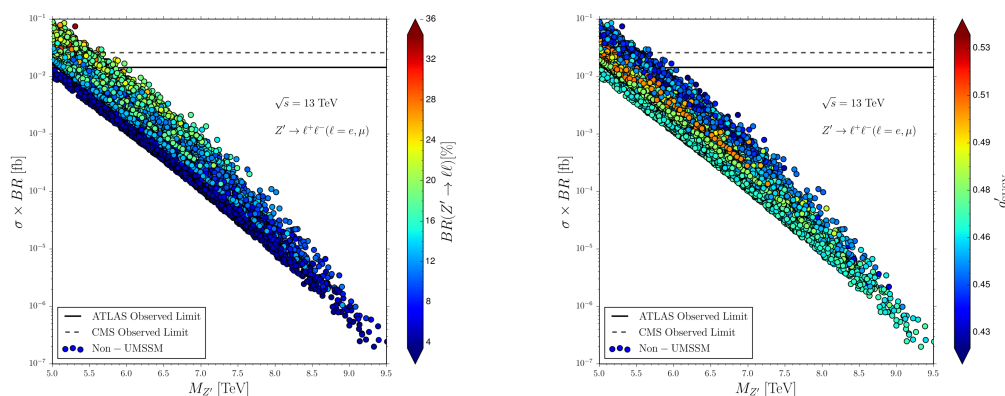 √s = 13 TeV
Z′ → ℓ⁺ℓ⁻(ℓ = e, μ)
ATLAS Observed Limit
CMS Observed Limit
Non − UMSSM
10⁻¹
10⁻²
10⁻³
10⁻⁴
10⁻⁵
10⁻⁶
10⁻⁷
σ × BR [fb]
5.0 5.5 6.0 6.5 7.0 7.5 8.0 8.5 9.0 9.5
M_Z′ [TeV]
36
32
28
24
20
16
12
8
4
BR(Z′ → ℓℓ)[%]
√s = 13 TeV
Z′ → ℓ⁺ℓ⁻(ℓ = e, μ)
ATLAS Observed Limit
CMS Observed Limit
Non − UMSSM
10⁻¹
10⁻²
10⁻³
10⁻⁴
10⁻⁵
10⁻⁶
10⁻⁷
σ × BR [fb]
5.0 5.5 6.0 6.5 7.0 7.5 8.0 8.5 9.0 9.5
M_Z′ [TeV]
0.53
0.51
0.49
0.48
0.46
0.45
0.43